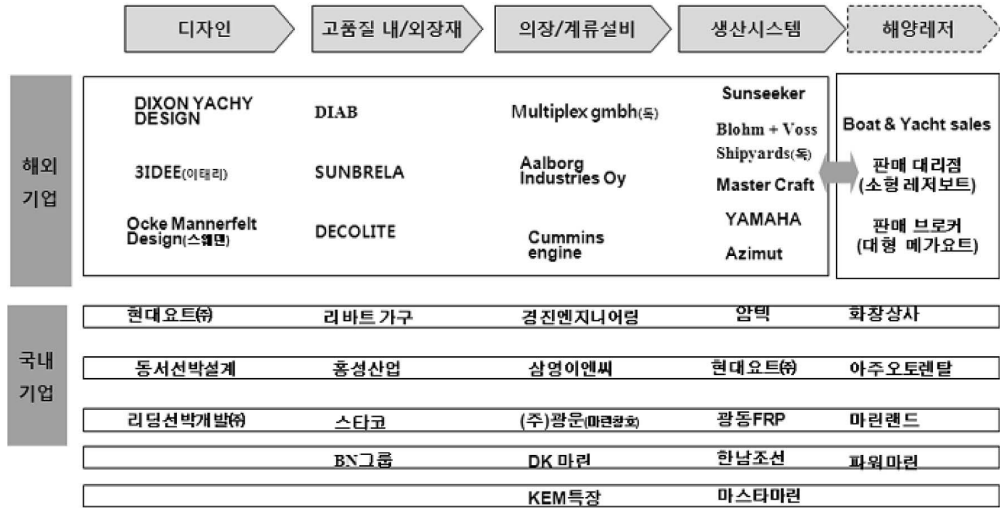 디자인
고품질 내/외장재
의장/계류설비
생산시스템
해양레저
해외
기업
DIXON YACHY
DESIGN
DIAB
Multiplex gmbh(독)
Sunseeker
Blohm + Voss
Shipyards(독)
Boat & Yacht sales
3IDEE(이태리)
SUNBRELA
Aalborg
Industries Oy
Master Craft
판매 대리점
(소형 레저보트)
Ocke Mannerfelt
Design(스웨덴)
DECOLITE
Cummins
engine
YAMAHA
Azimut
판매 브로커
(대형 메가요트)
국내
기업
현대요트㈜
리바트 가구
경진엔지니어링
암텍
화창상사
동서선박설계
홍성산업
삼영이엔씨
현대요트㈜
아주오토렌탈
리딩선박개발㈜
스타코
(주)광운(마린창호)
광동FRP
마린랜드
BN그룹
DK 마린
한남조선
파워마린
KEM특장
마스타마린